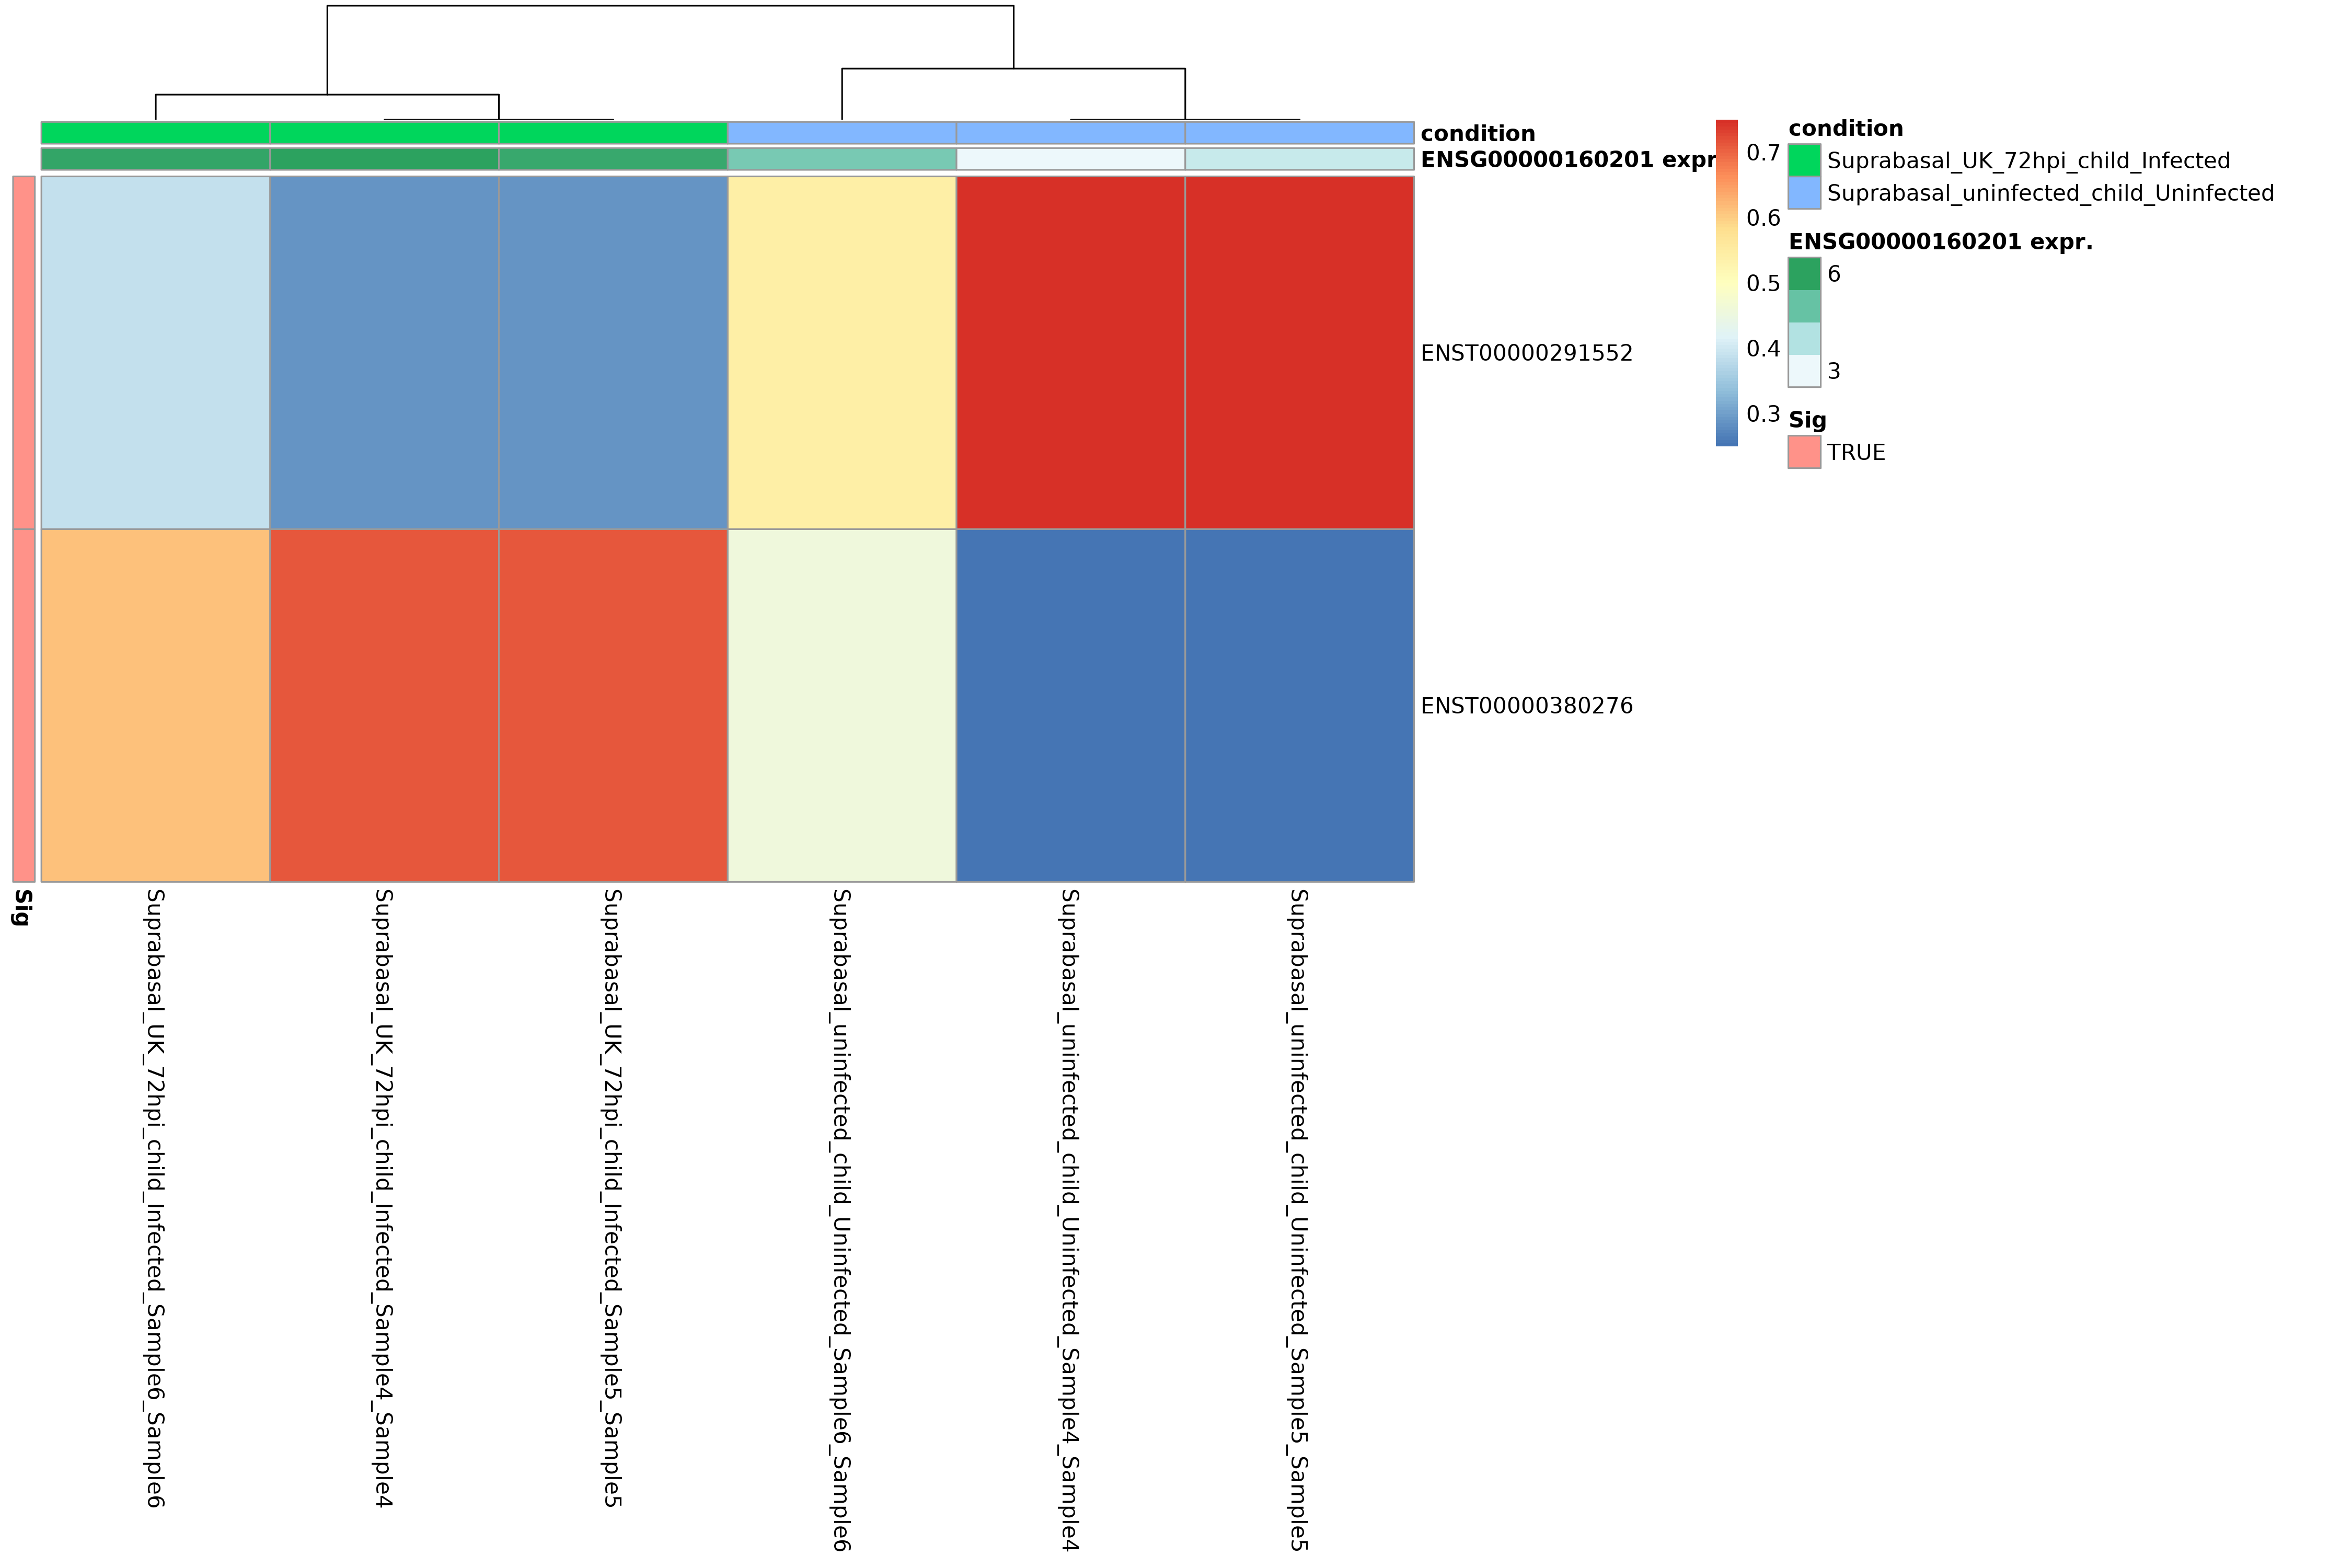 condition
ENSG00000160201 expr
ENST00000291552
ENST00000380276
0.7
0.6
0.5
0.4
0.3
condition
Suprabasal_UK_72hpi_child_Infected
Suprabasal_uninfected_child_Uninfected
ENSG00000160201 expr.
6
3
Sig
TRUE
Sig
Suprabasal_UK_72hpi_child_Infected_Sample6_Sample6
Suprabasal_UK_72hpi_child_Infected_Sample4_Sample4
Suprabasal_UK_72hpi_child_Infected_Sample5_Sample5
Suprabasal_uninfected_child_Uninfected_Sample6_Sample6
Suprabasal_uninfected_child_Uninfected_Sample4_Sample4
Suprabasal_uninfected_child_Uninfected_Sample5_Sample5